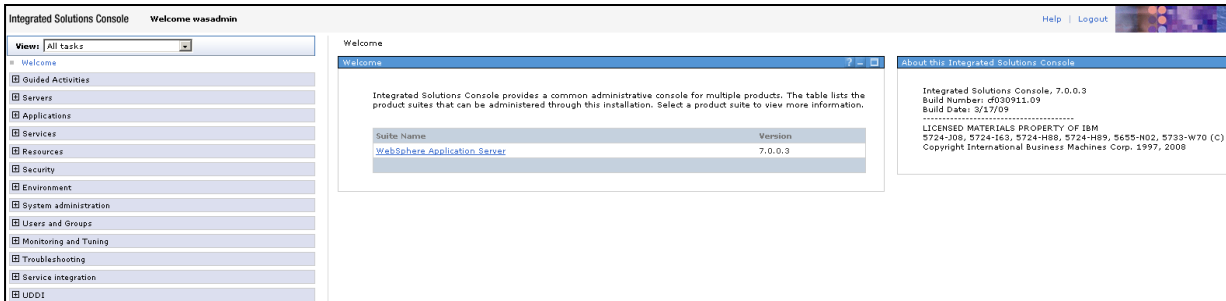 Integrated Solutions Console Welcome wasadmin
Help | Logout
View: All tasks
Welcome
Guided Activities
Servers
Applications
Services
Resources
Security
Environment
System administration
Users and Groups
Monitoring and Tuning
Troubleshooting
Service integration
UDDI
Welcome
Welcome
Integrated Solutions Console provides a common administrative console for multiple products. The table lists the
product suites that can be administered through this installation. Select a product suite to view more information.
Suite Name Version
WebSphere Application Server 7.0.0.3
About this Integrated Solutions Console
Integrated Solutions Console, 7.0.0.3
Build Number: cf030911.09
Build Date: 3/17/09
--------------------------------------
LICENSED MATERIALS PROPERTY OF IBM
5724-J08, 5724-I63, 5724-H88, 5724-H89, 5655-N02, 5733-W70 (C)
Copyright International Business Machines Corp. 1997, 2008